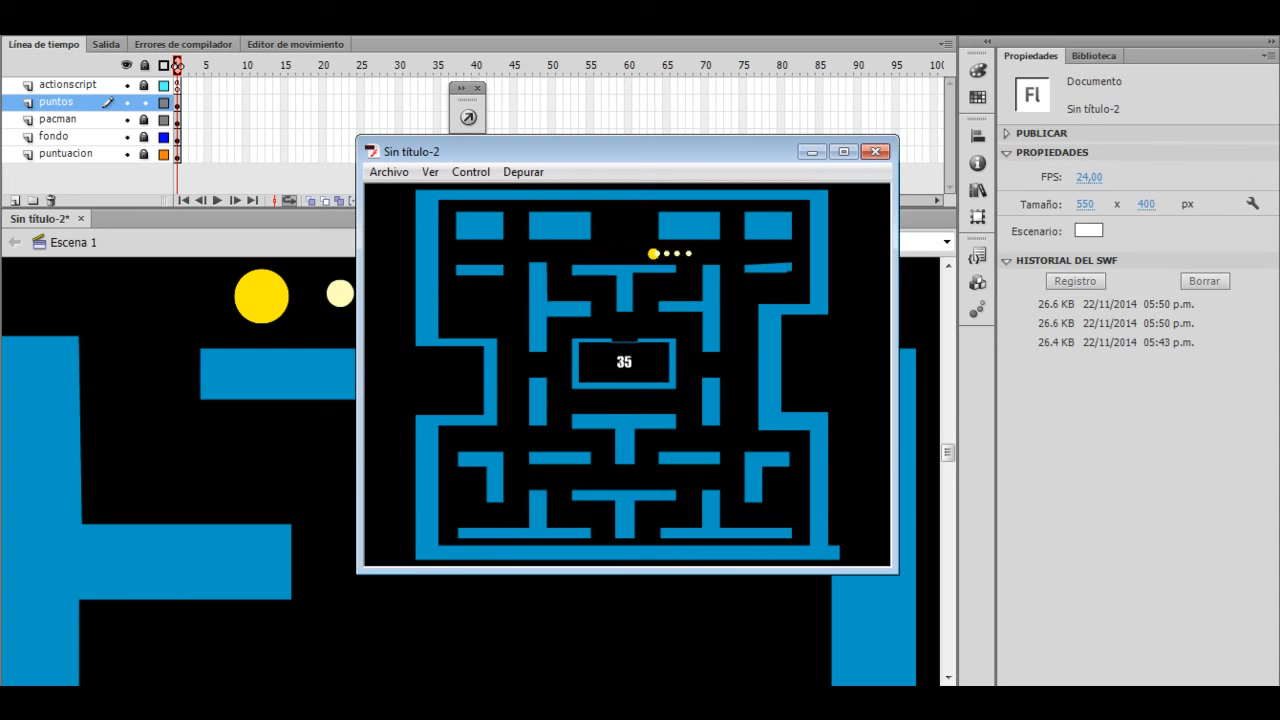 Línea de tiempo Salida Errores de compilador Editor de movimiento
5 10 15 20 25 30 35 40 45 50 55 60 65 70 75 80 85 90 95 100
actionscript
puntos
pacman
fondo
puntuacion
Sin título-2*
Escena 1
Sin título-2
Archivo Ver Control Depurar
35
Propiedades Biblioteca
Fl
Documento
Sin título-2
PUBLICAR
PROPIEDADES
FPS: 24,00
Tamaño: 550 x 400 px
Escenario:
HISTORIAL DEL SWF
Registro Borrar
26.6 KB 22/11/2014 05:50 p.m.
26.6 KB 22/11/2014 05:50 p.m.
26.4 KB 22/11/2014 05:43 p.m.